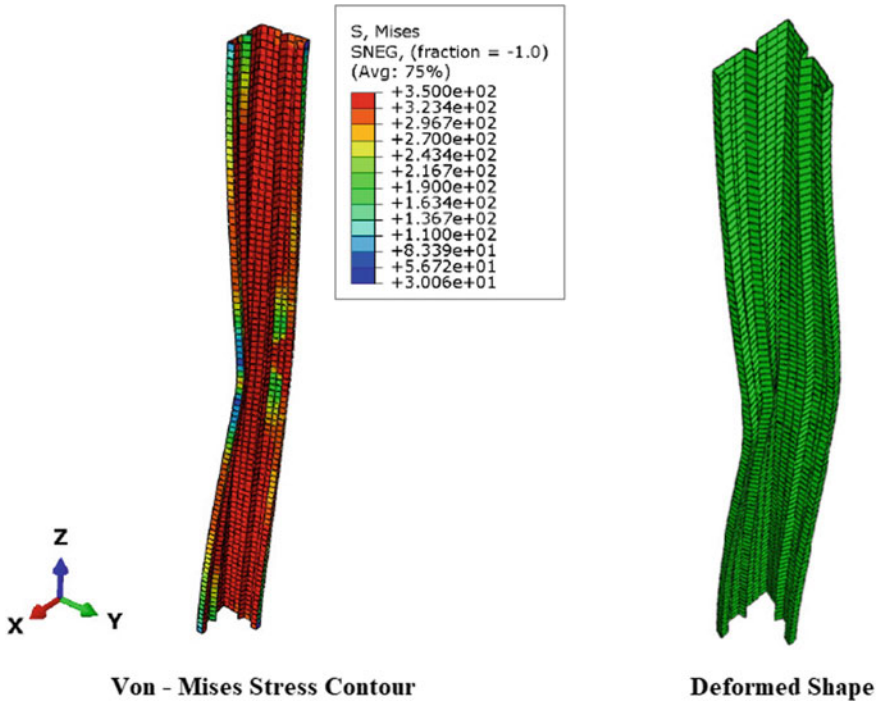 S, Mises
SNEG, (fraction = -1.0)
(Avg: 75%)
+3.500e+02
+3.234e+02
+2.967e+02
+2.700e+02
+2.434e+02
+2.167e+02
+1.900e+02
+1.634e+02
+1.367e+02
+1.100e+02
+8.339e+01
+5.672e+01
+3.006e+01
Z
X
Y
Von - Mises Stress Contour
Deformed Shape